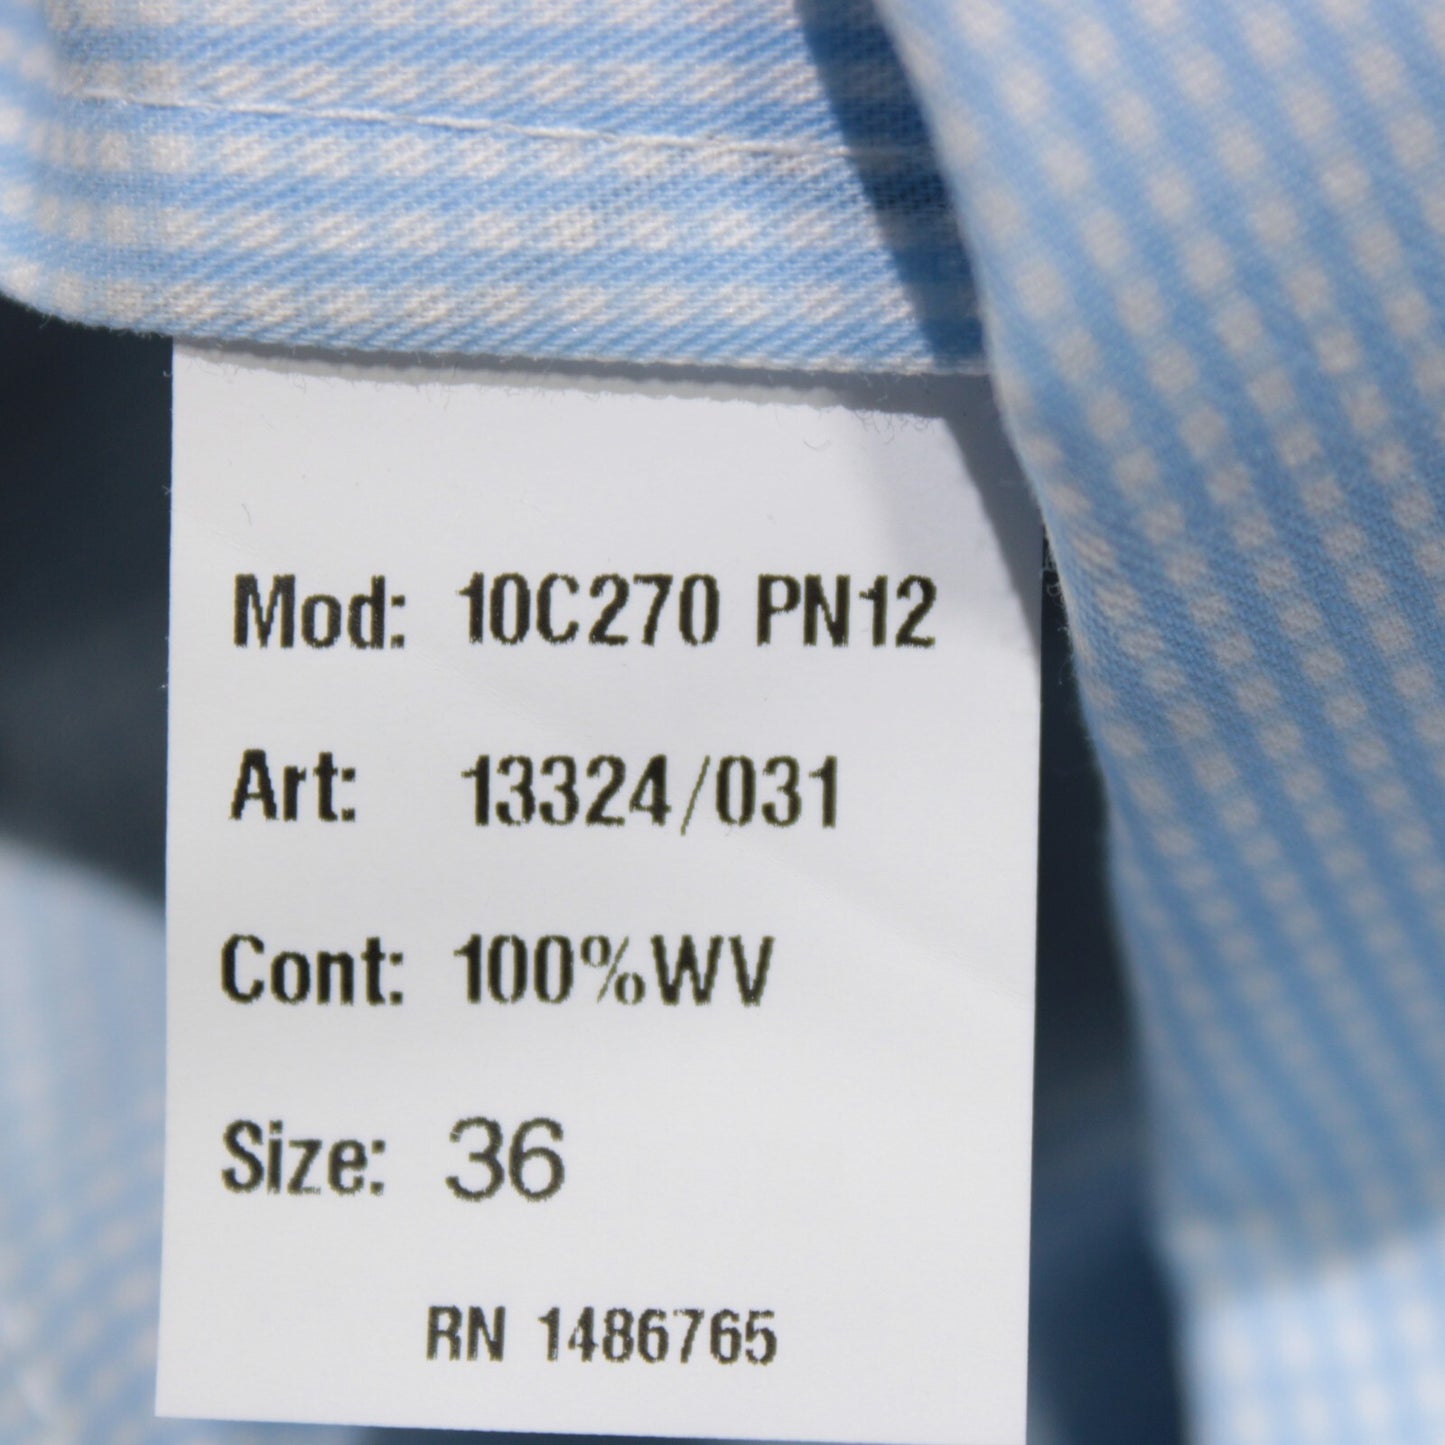 Mod: 10C270 PN12
Art: 13324/031
Cont: 100%WV
Size: 36
RN 1486765